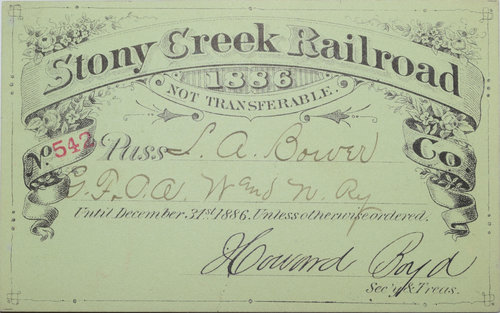 Stony Creek Railroad Co.
1886
NOT TRANSFERABLE.
No. 542 Pass S. A. Bower
G.F.O.A. W End N. Ry
Until December 31st 1886. Unless otherwise ordered.
Howard Boyd
Sec'y & Treas.